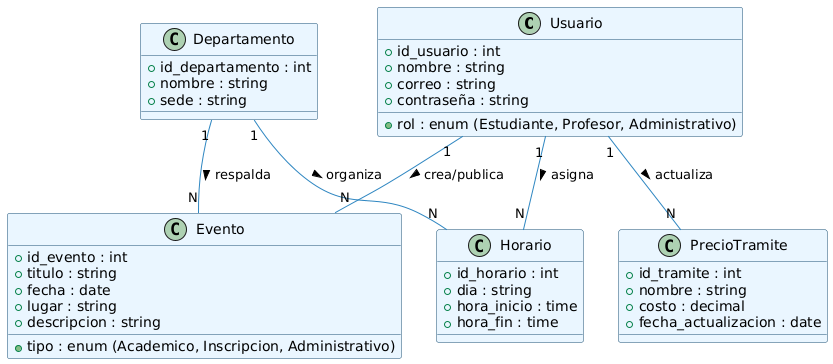 C Departamento
id_departamento : int
nombre : string
sede : string
C Usuario
id_usuario : int
nombre : string
correo : string
contraseña : string
rol : enum (Estudiante, Profesor, Administrativo)
1
1
1
1
1
respalda
organiza
crea/publica
asigna
actualiza
N
N
N
N
N
C Evento
id_evento : int
titulo : string
fecha : date
lugar : string
descripcion : string
tipo : enum (Academico, Inscripcion, Administrativo)
C Horario
id_horario : int
dia : string
hora_inicio : time
hora_fin : time
C PrecioTramite
id_tramite : int
nombre : string
costo : decimal
fecha_actualizacion : date